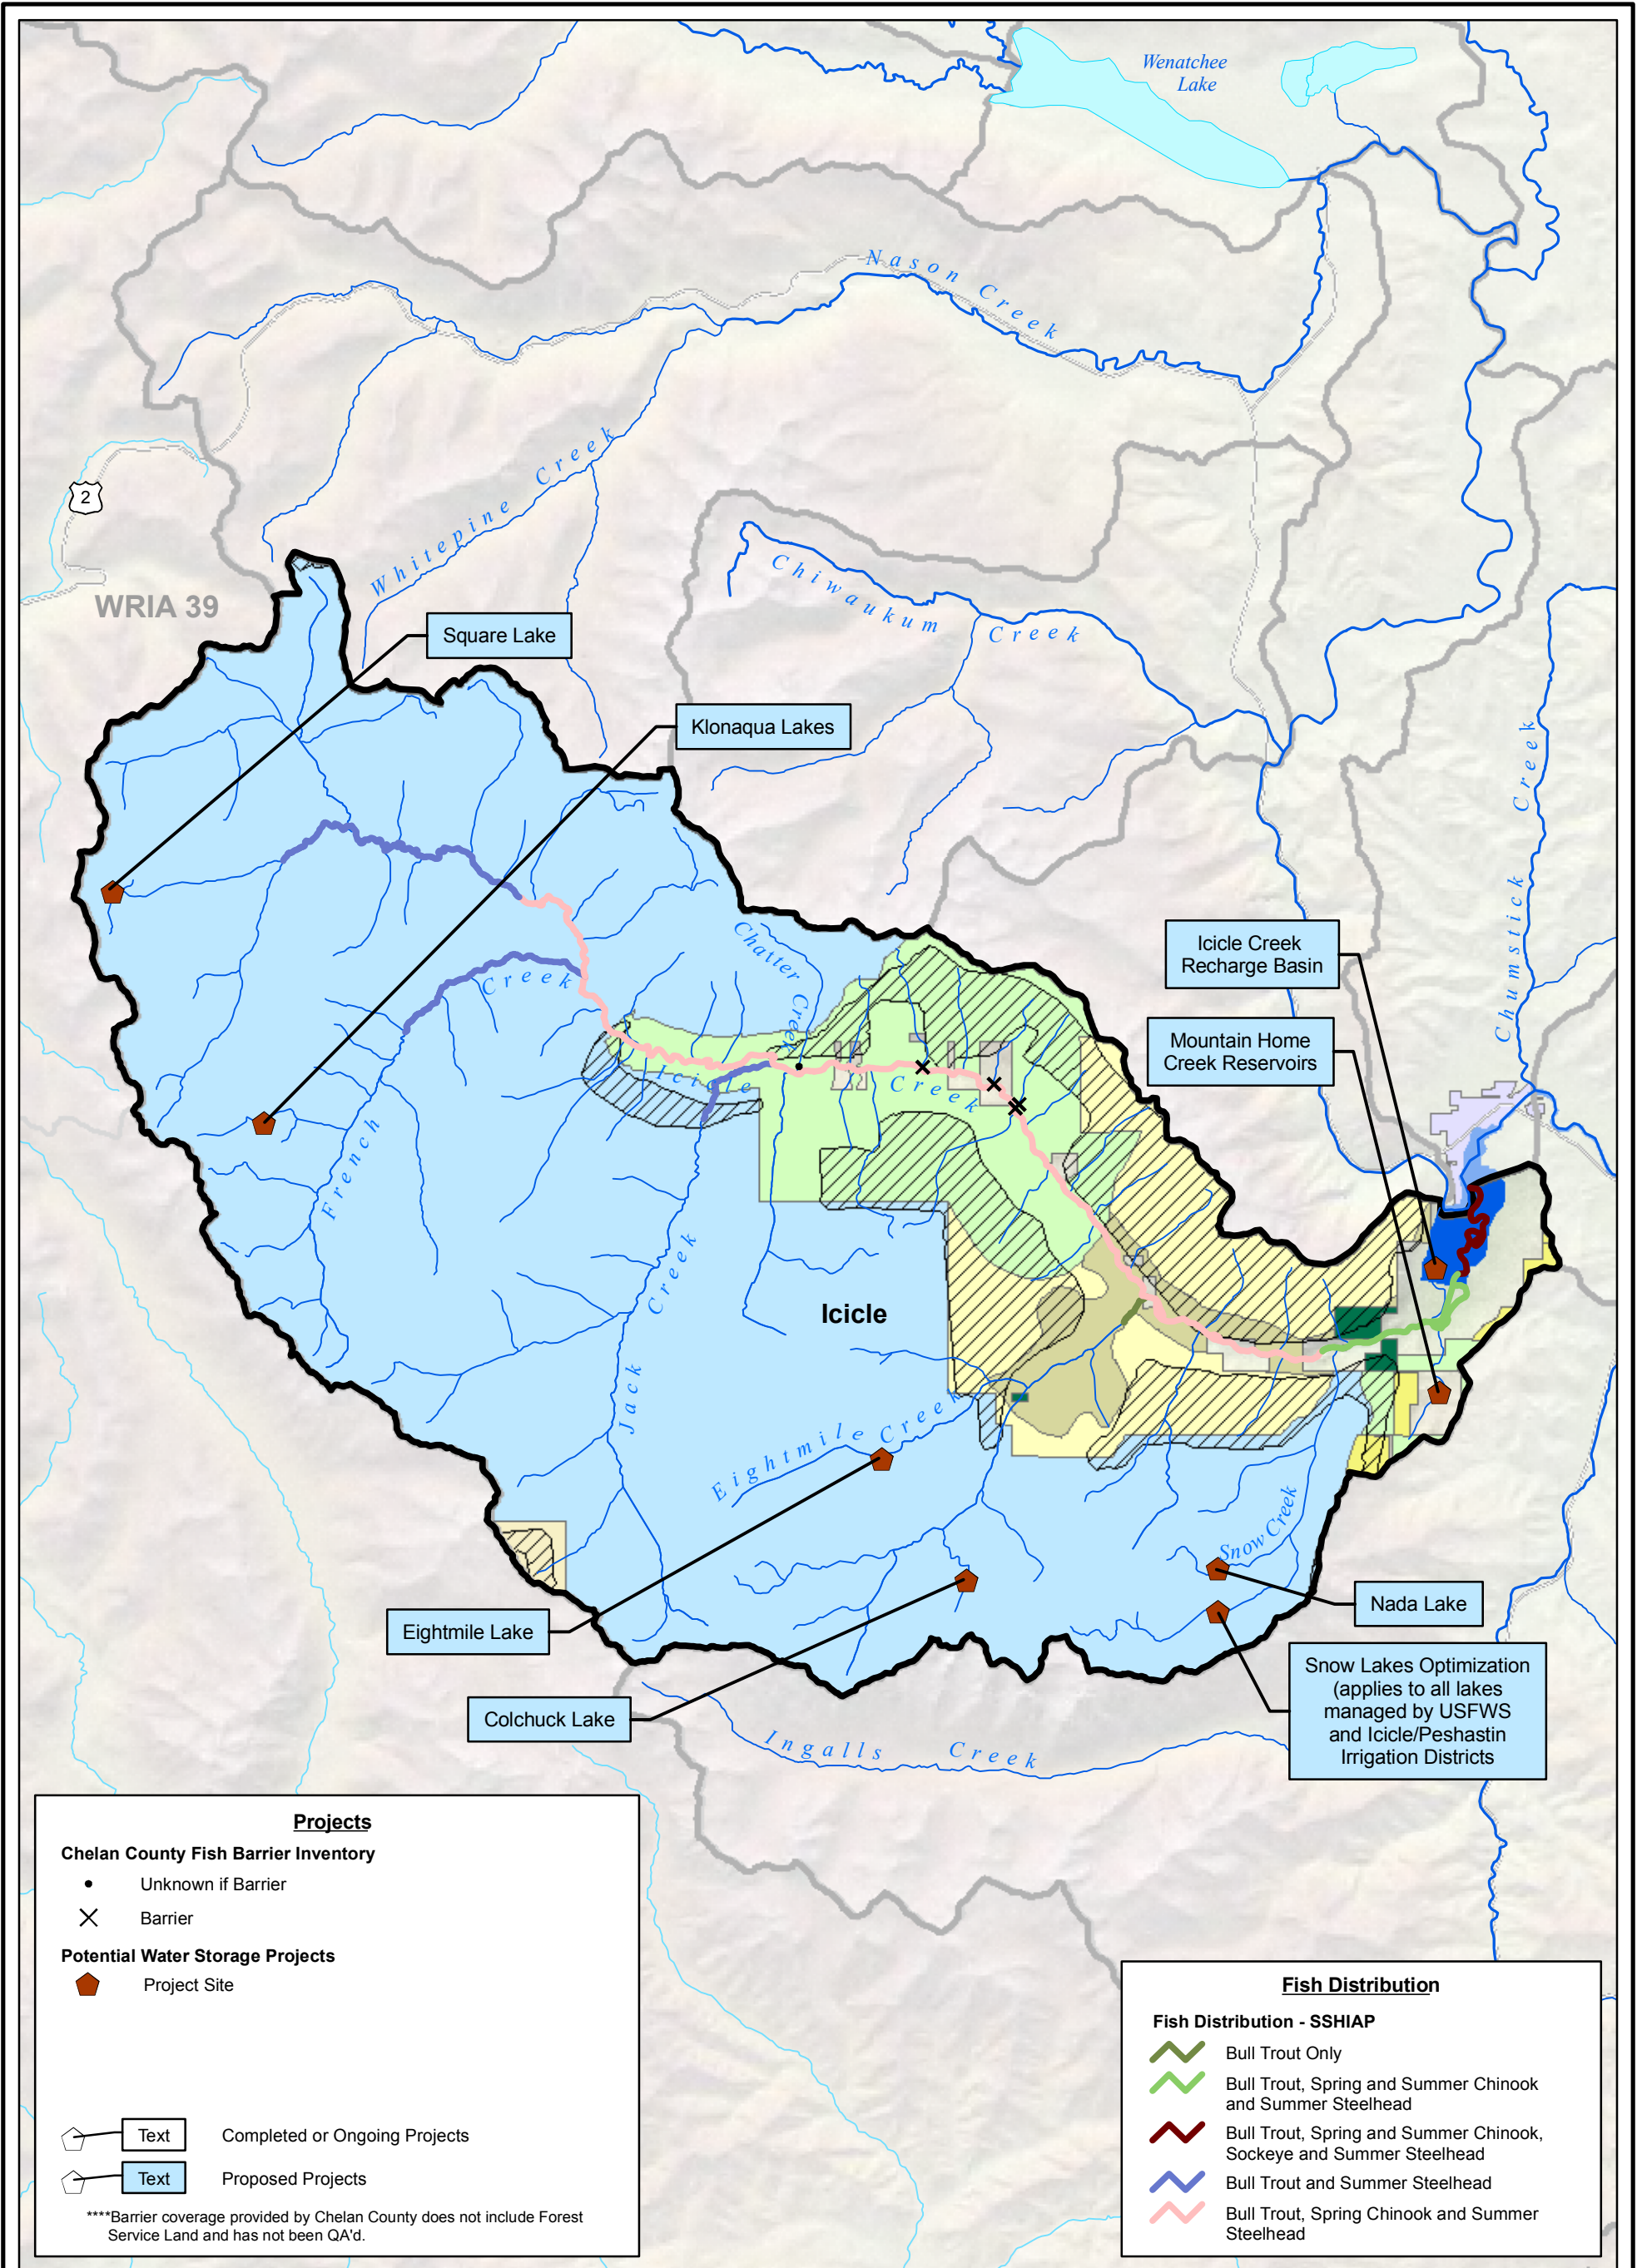 Wenatchee
Lake
Nason Creek
2
Whitepine Creek
WRIA 39
Chiwaukum Creek
Square Lake
Klonaqua Lakes
Chumstick Creek
Chatter Creek
Icicle Creek
Recharge Basin
Creek
Mountain Home
Creek Reservoirs
Icicle Creek
French
Jack Creek
Icicle
Eightmile Creek
Snow Creek
Nada Lake
Eightmile Lake
Snow Lakes Optimization
(applies to all lakes
managed by USFWS
and Icicle/Peshastin
Irrigation Districts
Colchuck Lake
Ingalls Creek
Projects
Chelan County Fish Barrier Inventory
Unknown if Barrier
Barrier
Potential Water Storage Projects
Project Site
Text Completed or Ongoing Projects
Text Proposed Projects
****Barrier coverage provided by Chelan County does not include Forest
Service Land and has not been QA'd.
Fish Distribution
Fish Distribution - SSHIAP
Bull Trout Only
Bull Trout, Spring and Summer Chinook
and Summer Steelhead
Bull Trout, Spring and Summer Chinook,
Sockeye and Summer Steelhead
Bull Trout and Summer Steelhead
Bull Trout, Spring Chinook and Summer
Steelhead